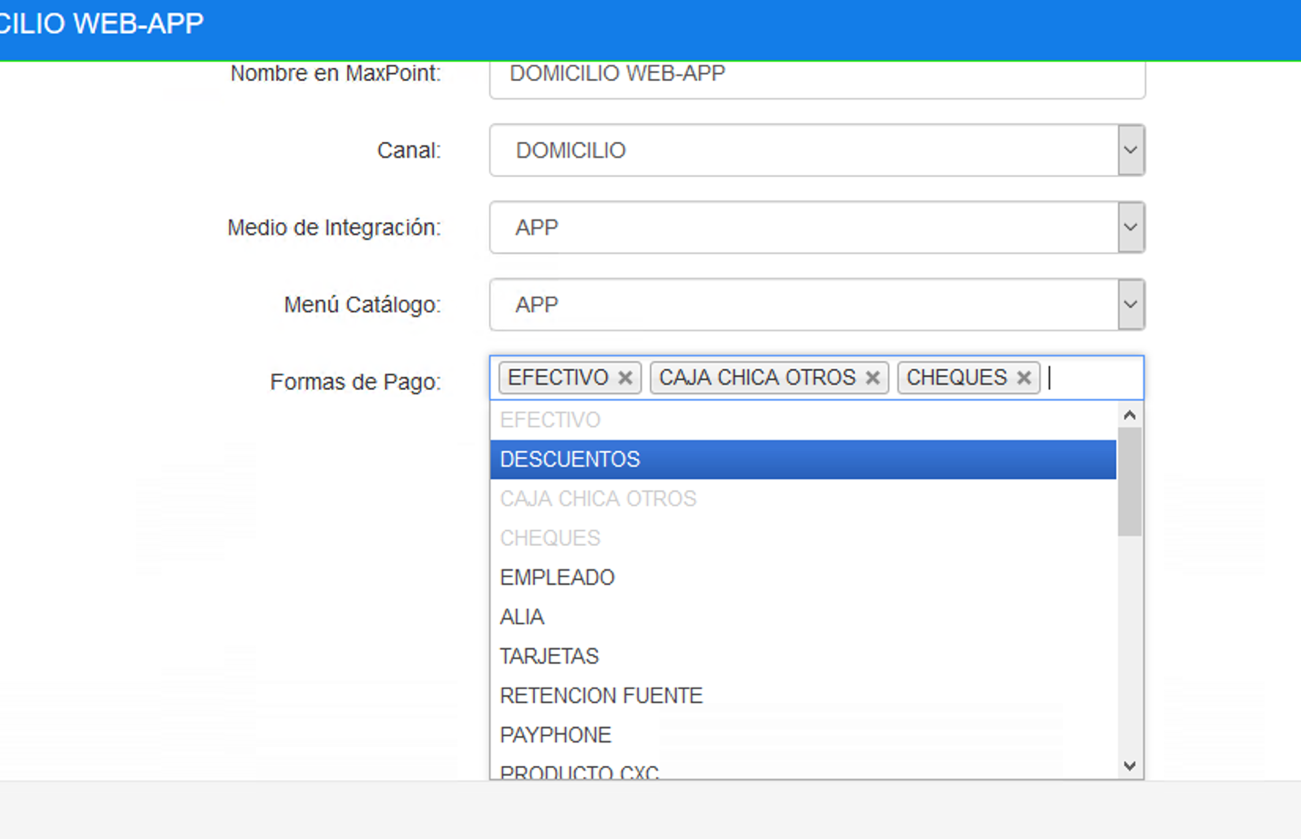 CILIO WEB-APP
Nombre en MaxPoint: DOMICILIO WEB-APP
Canal: DOMICILIO
Medio de Integración: APP
Menú Catálogo: APP
Formas de Pago: EFECTIVO CAJA CHICA OTROS CHEQUES
EFECTIVO
DESCUENTOS
CAJA CHICA OTROS
CHEQUES
EMPLEADO
ALIA
TARJETAS
RETENCION FUENTE
PAYPHONE
PRODUCTO CXC